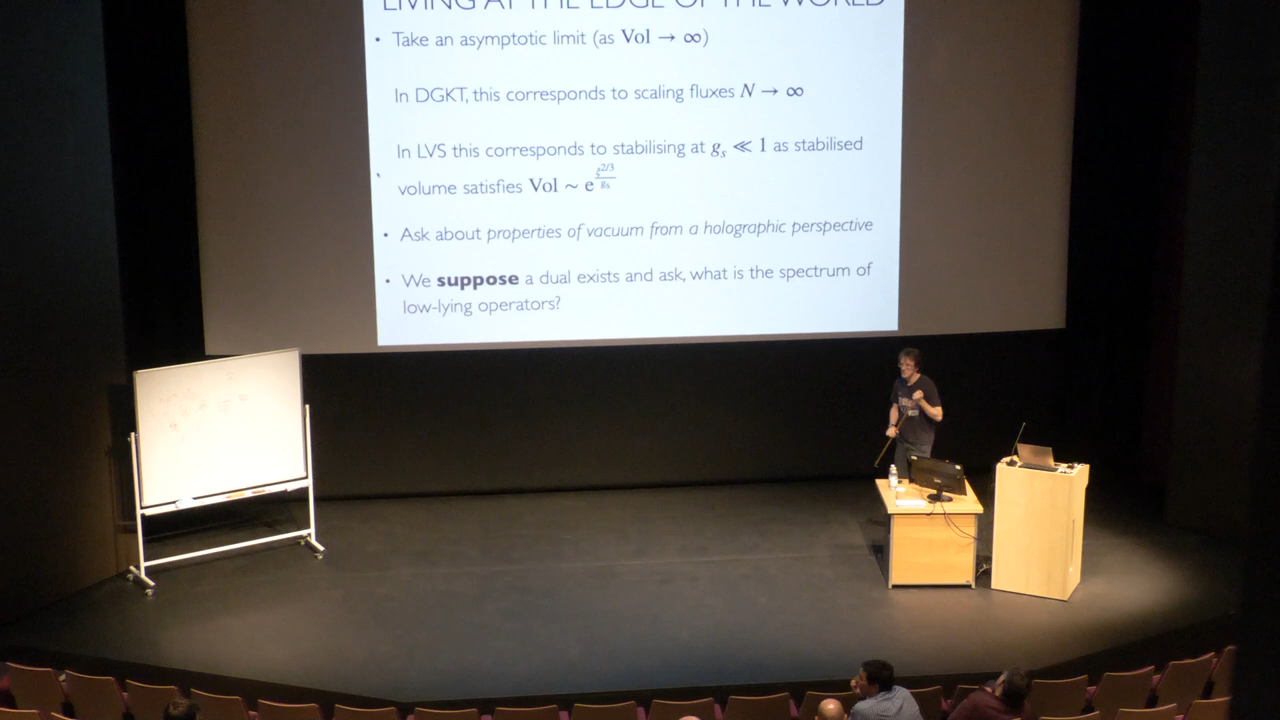 LIVING AT THE EDGE OF THE WORLD
• Take an asymptotic limit (as Vol → ∞)
In DGKT, this corresponds to scaling fluxes N → ∞
In LVS this corresponds to stabilising at gₛ ≪ 1 as stabilised
volume satisfies Vol ~ e^(ξ^(2/3)/gₛ)
• Ask about properties of vacuum from a holographic perspective
• We suppose a dual exists and ask, what is the spectrum of
low-lying operators?